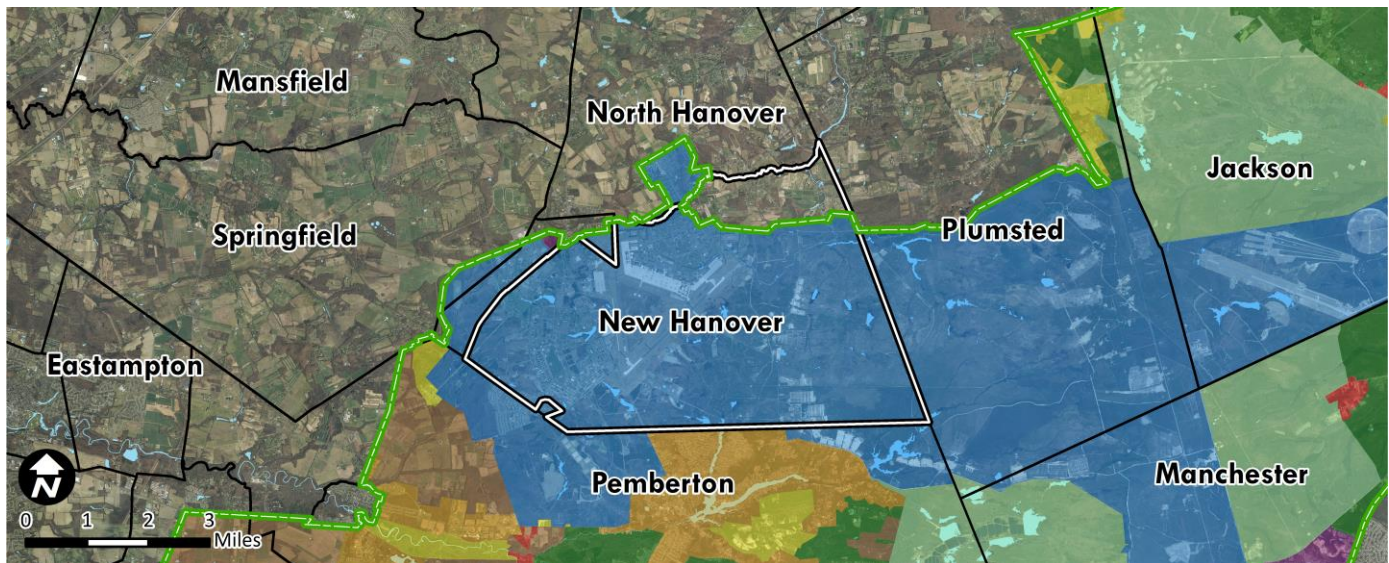 Mansfield
North Hanover
Jackson
Springfield
Plumsted
New Hanover
Eastampton
Pemberton
Manchester
N
0 1 2 3
Miles